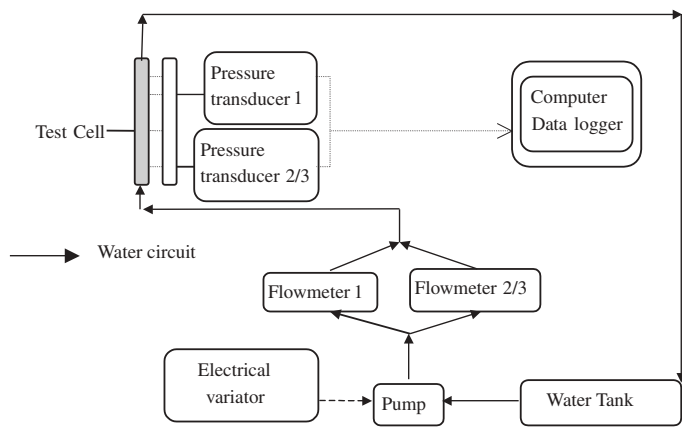 Pressure
transducer 1
Computer
Data logger
Test Cell
Pressure
transducer 2/3
Water circuit
Flowmeter 1
Flowmeter 2/3
Electrical
variator
Pump
Water Tank